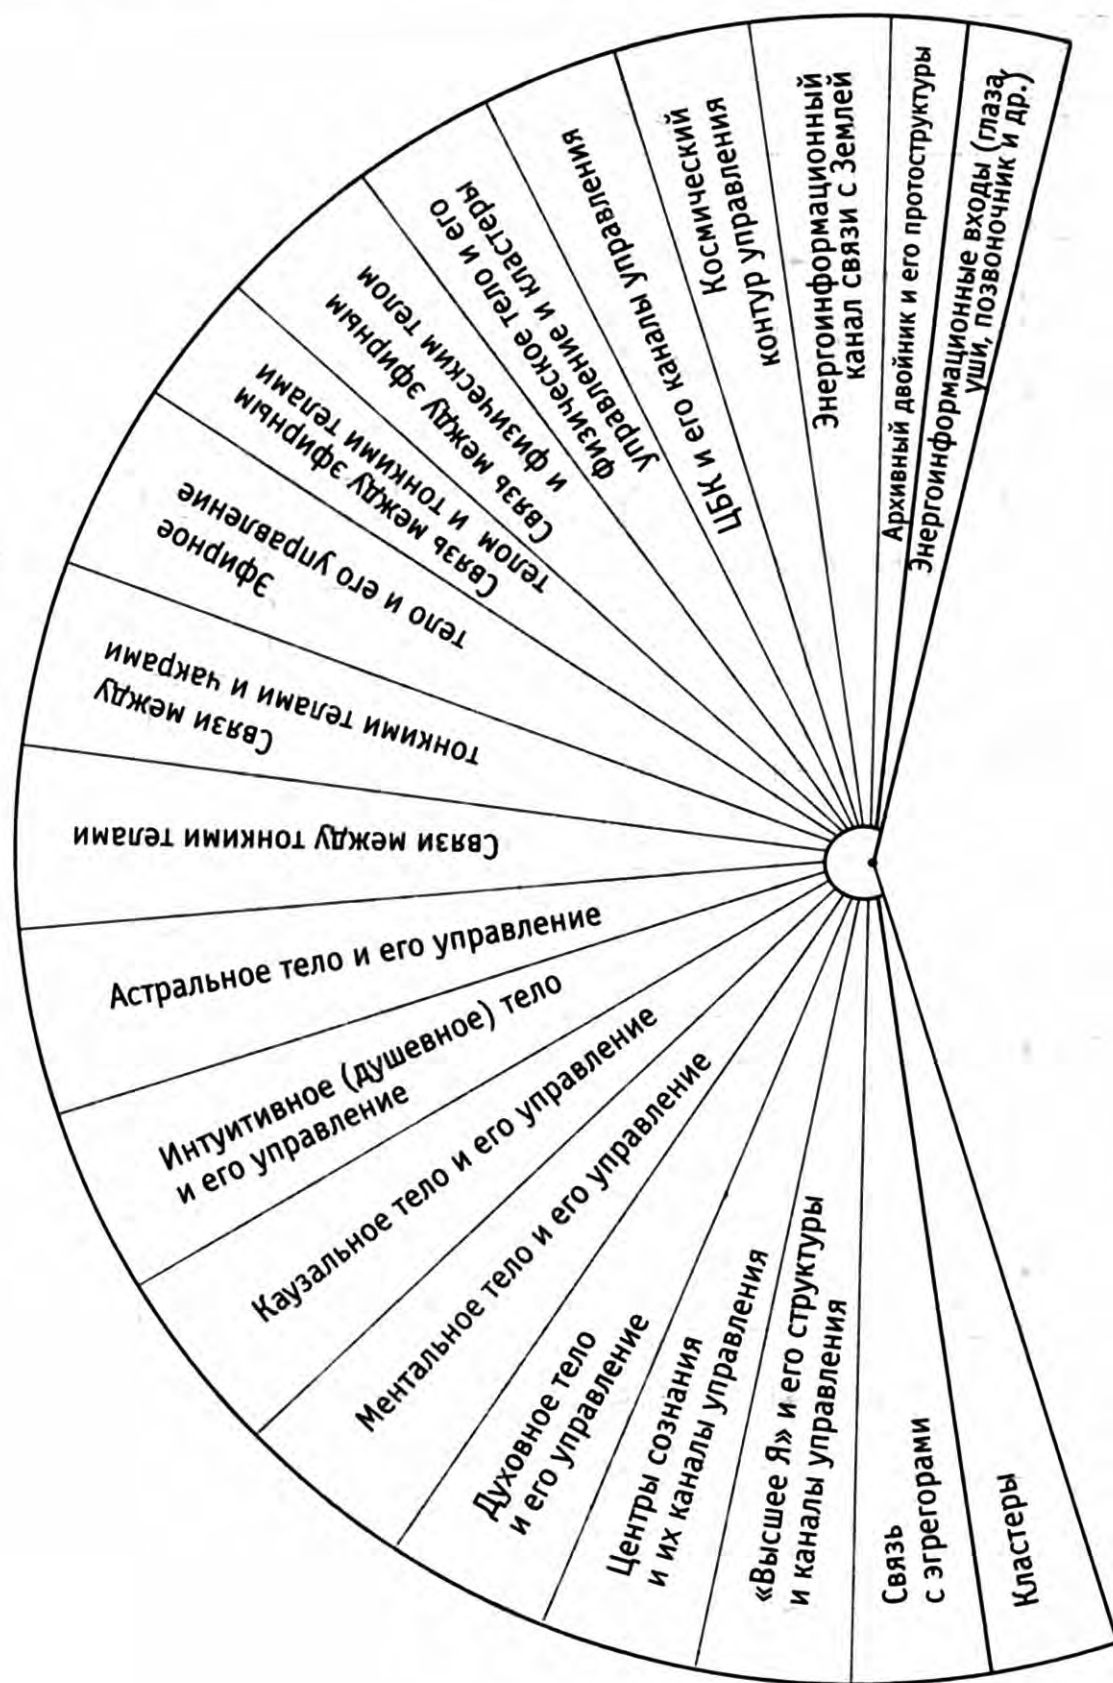 Кластеры
Связь
с эгрегорами
«Высшее Я» и его структуры
и каналы управления
Центры сознания
и их каналы управления
Духовное тело
и его управление
Ментальное тело и его управление
Каузальное тело и его управление
Интуитивное (душевное) тело
и его управление
Астральное тело и его управление
Связи между тонкими телами
Связи между
тонкими телами и чакрами
Эфирное
тело и его управление
Связь между эфирным
телом и тонкими телами
Связь между эфирным
и физическим телом
Физическое тело и его
управление и кластеры
ЦБК и его каналы управления
Космический
контур управления
Энергоинформационный
канал связи с Землей
Архивный двойник и его протоструктуры
Энергоинформационные входы (глаза,
уши, позвоночник и др.)